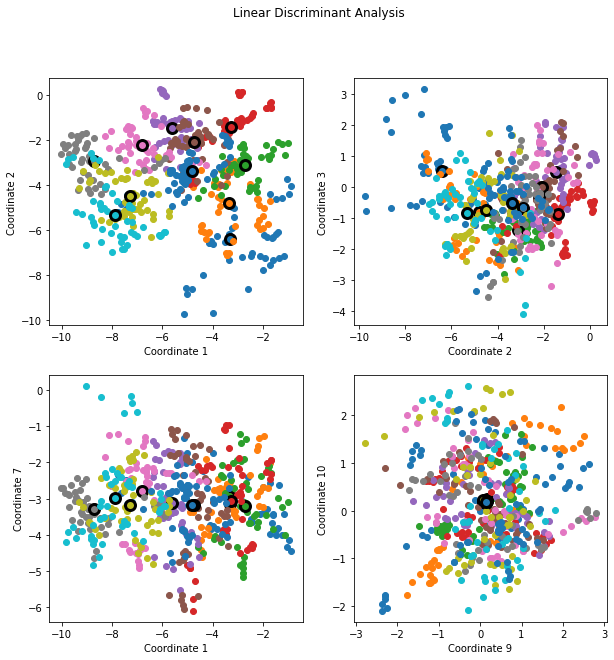 Linear Discriminant Analysis
0
−2
−4
−6
−8
−10
Coordinate 2
−10 −8 −6 −4 −2
Coordinate 1
3
2
1
0
−1
−2
−3
−4
Coordinate 3
−10 −8 −6 −4 −2 0
Coordinate 2
0
−1
−2
−3
−4
−5
−6
Coordinate 7
−10 −8 −6 −4 −2
Coordinate 1
2
1
0
−1
−2
Coordinate 10
−3 −2 −1 0 1 2 3
Coordinate 9